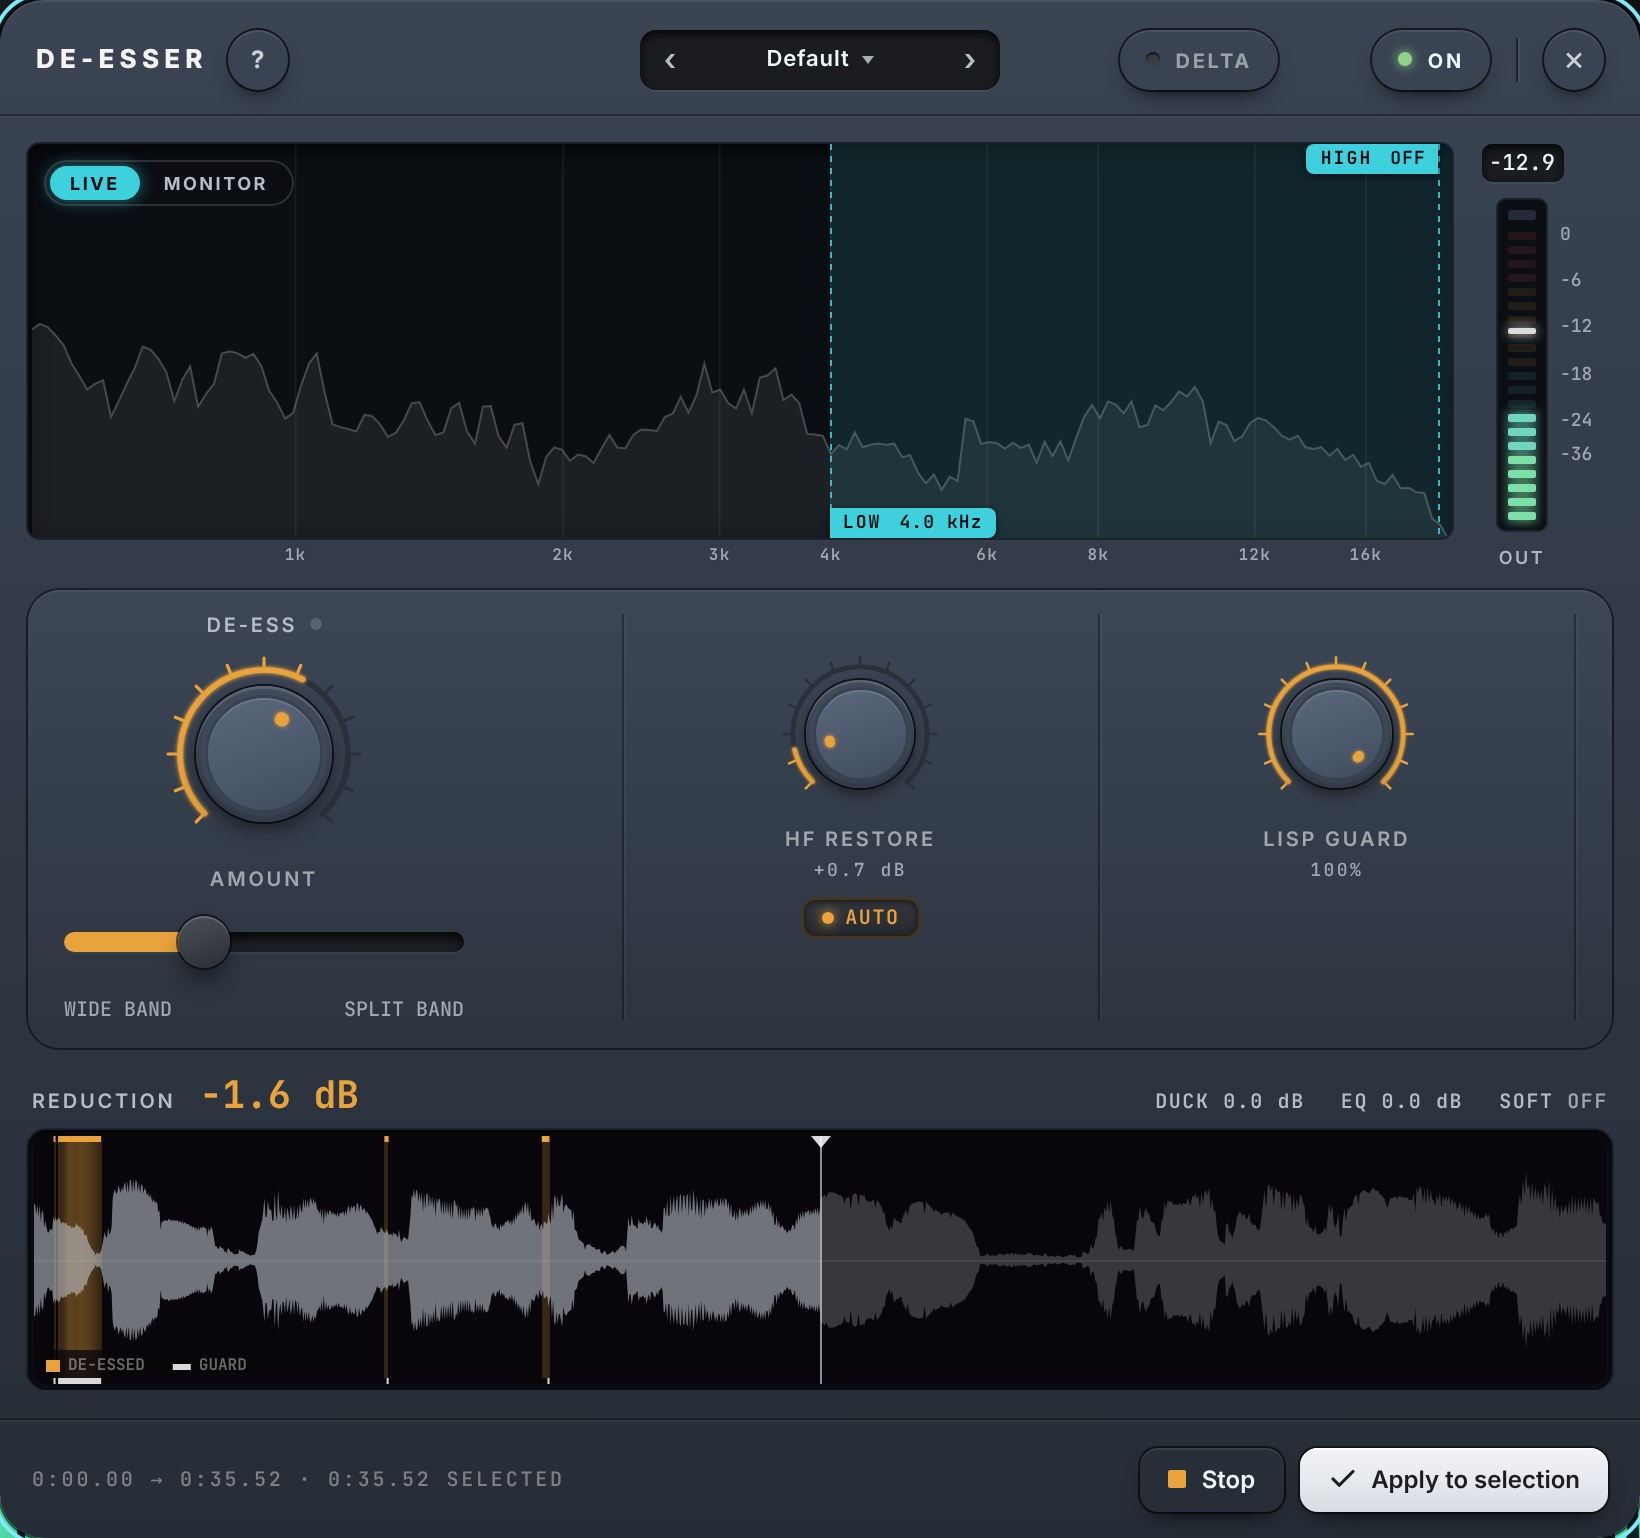 DE-ESSER ? ‹ Default › DELTA ON ✕
LIVE MONITOR
HIGH OFF
-12.9
0
-6
-12
-18
-24
-36
LOW 4.0 kHz
1k 2k 3k 4k 6k 8k 12k 16k
OUT
DE-ESS
AMOUNT
WIDE BAND SPLIT BAND
HF RESTORE
+0.7 dB
AUTO
LISP GUARD
100%
REDUCTION -1.6 dB
DUCK 0.0 dB EQ 0.0 dB SOFT OFF
DE-ESSED GUARD
0:00.00 → 0:35.52 · 0:35.52 SELECTED
Stop
Apply to selection